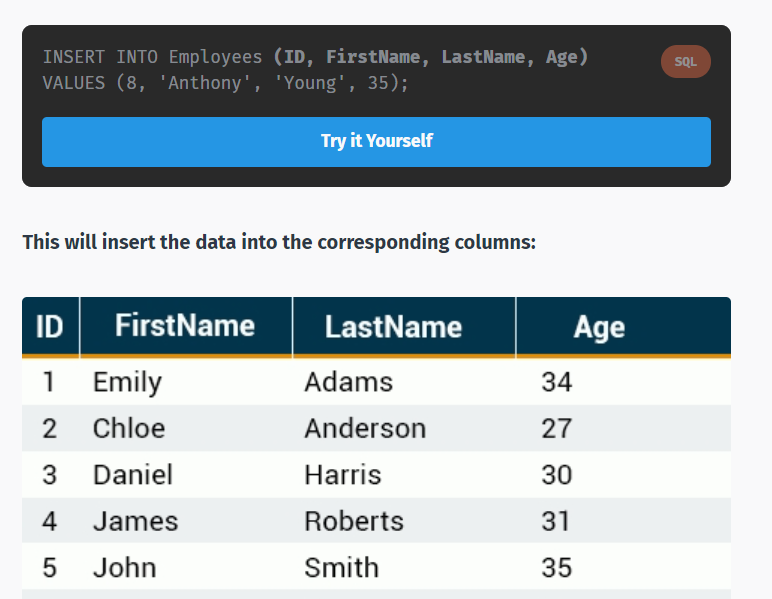 INSERT INTO Employees (ID, FirstName, LastName, Age)
SQL
VALUES (8, 'Anthony', 'Young', 35);
Try it Yourself
This will insert the data into the corresponding columns:
ID FirstName LastName Age
1 Emily Adams 34
2 Chloe Anderson 27
3 Daniel Harris 30
4 James Roberts 31
5 John Smith 35